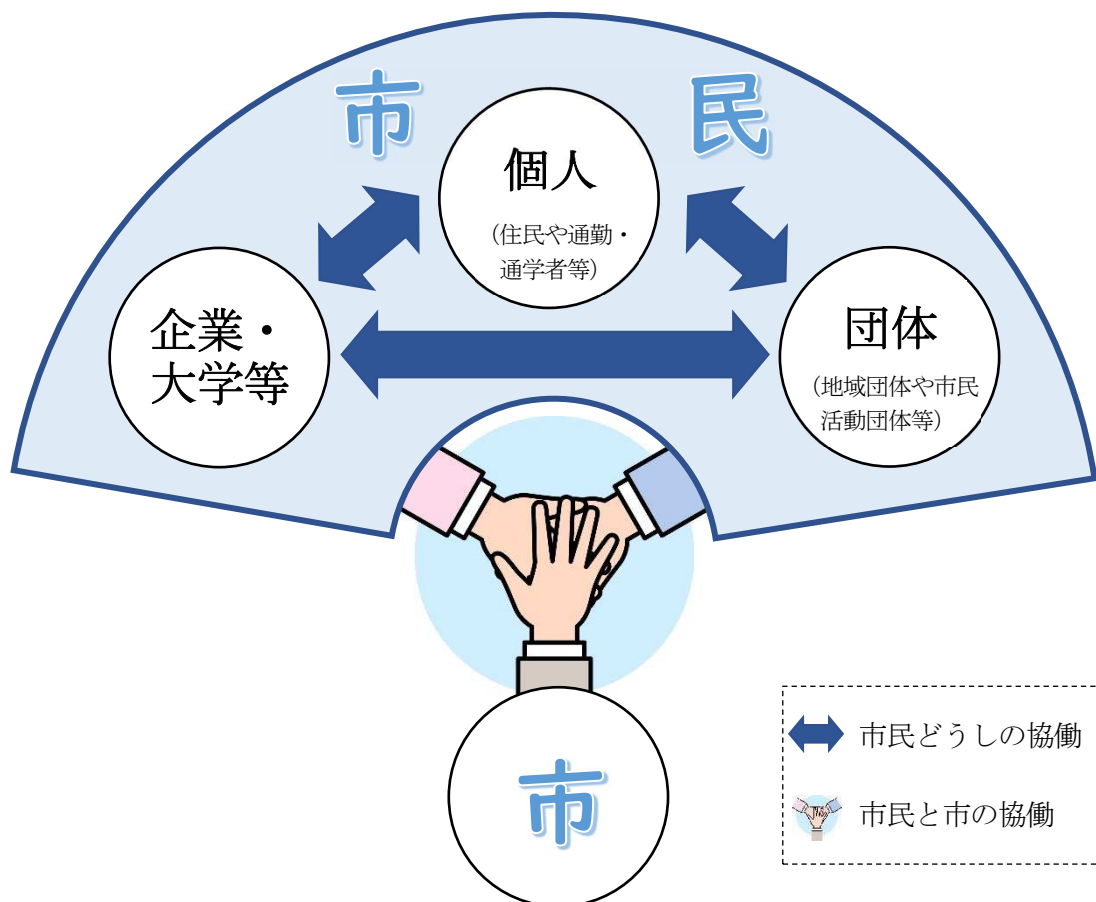 市民
個人
（住民や通勤・
通学者等）
企業・
大学等
団体
（地域団体や市民
活動団体等）
市
市民どうしの協働
市民と市の協働